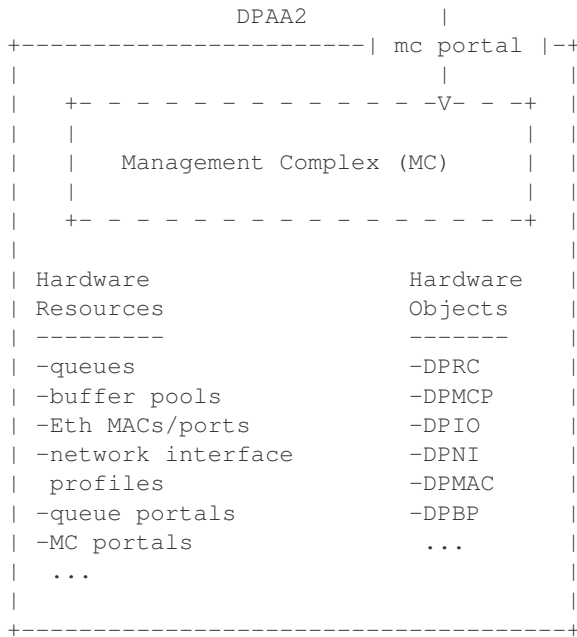 DPAA2 |
+------------------------| mc portal |-+
| | |
| +- - - - - - - - - - - - -V- - -+ |
| | | |
| | Management Complex (MC) | |
| | | |
| +- - - - - - - - - - - - - - - -+ |
| |
| Hardware Hardware |
| Resources Objects |
| --------- ------- |
| -queues -DPRC |
| -buffer pools -DPMCP |
| -Eth MACs/ports -DPIO |
| -network interface -DPNI |
| profiles -DPMAC |
| -queue portals -DPBP |
| -MC portals ... |
| ... |
| |
+--------------------------------------+